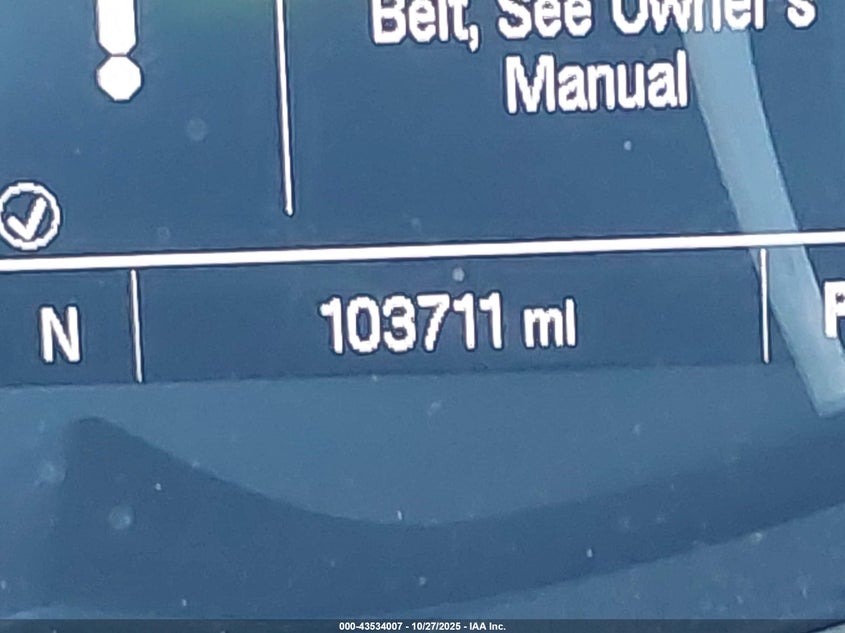 Belt, See Owner's
Manual
N
103711 mi
P
000-43534007 - 10/27/2025 - IAA Inc.